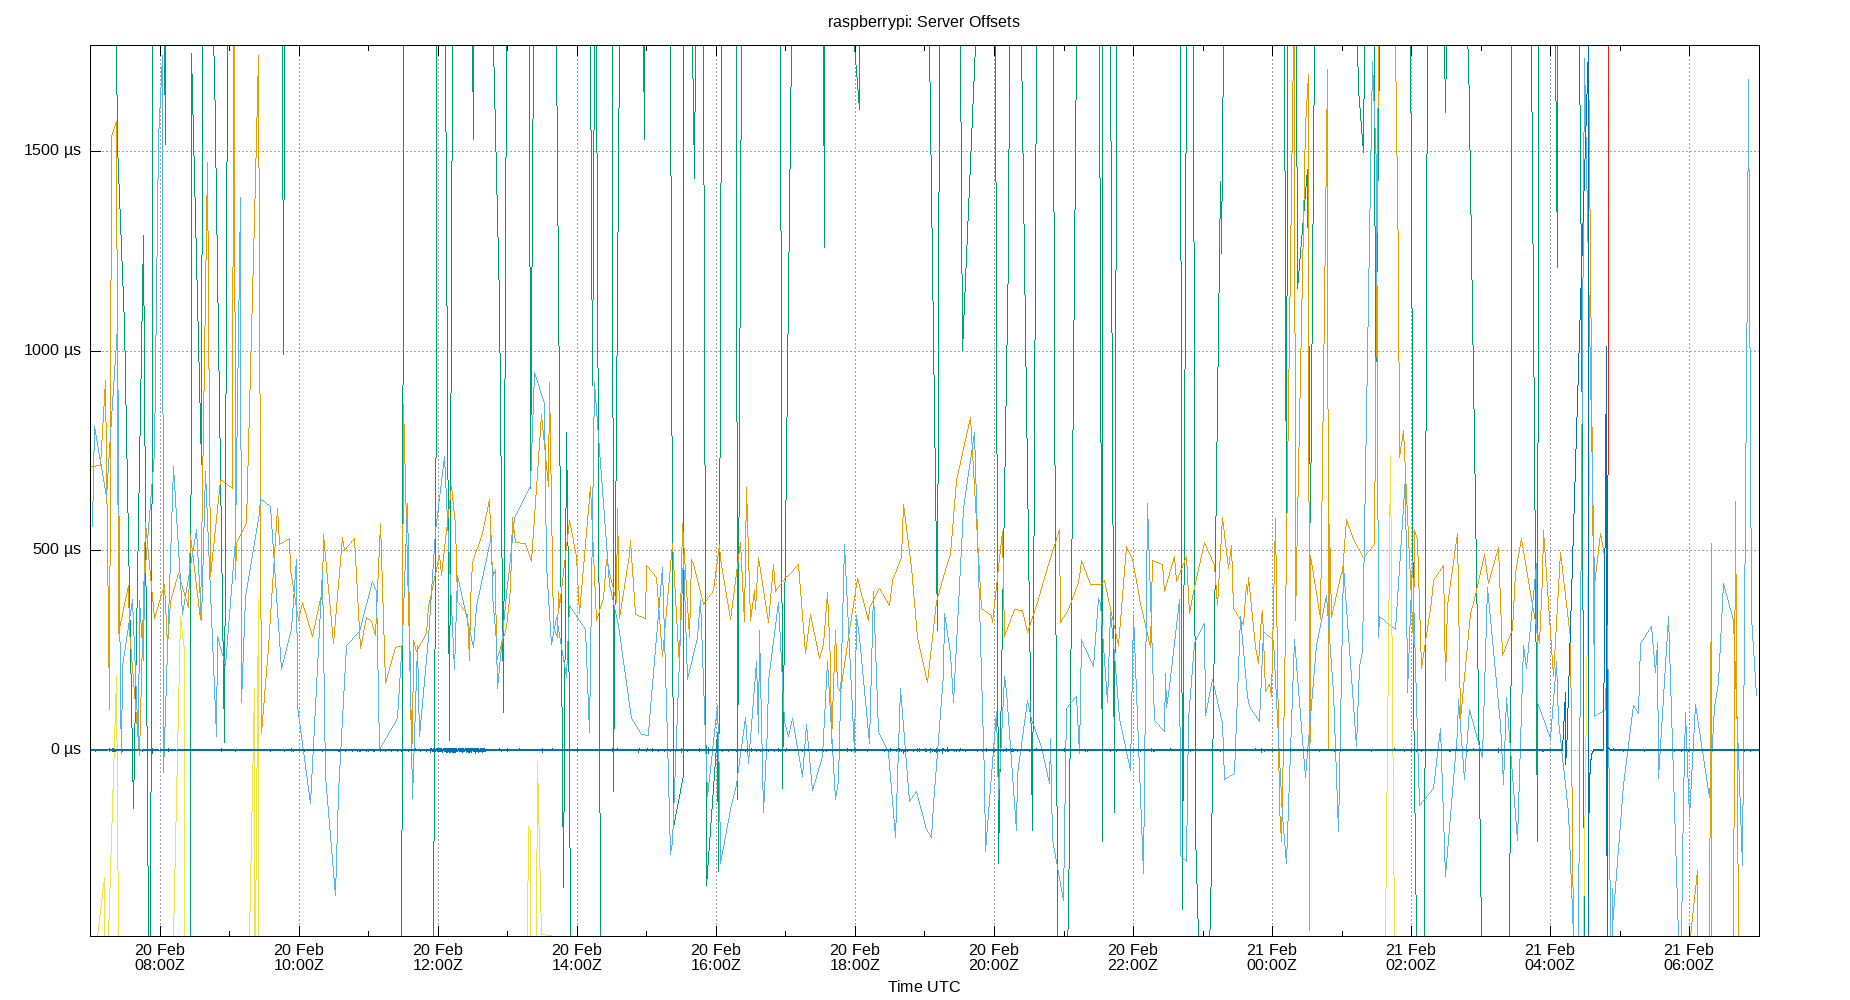 raspberrypi: Server Offsets
1500 µs
1000 µs
500 µs
0 µs
20 Feb 20 Feb 20 Feb 20 Feb 20 Feb 20 Feb 20 Feb 20 Feb 21 Feb 21 Feb 21 Feb 21 Feb
08:00Z 10:00Z 12:00Z 14:00Z 16:00Z 18:00Z 20:00Z 22:00Z 00:00Z 02:00Z 04:00Z 06:00Z
Time UTC